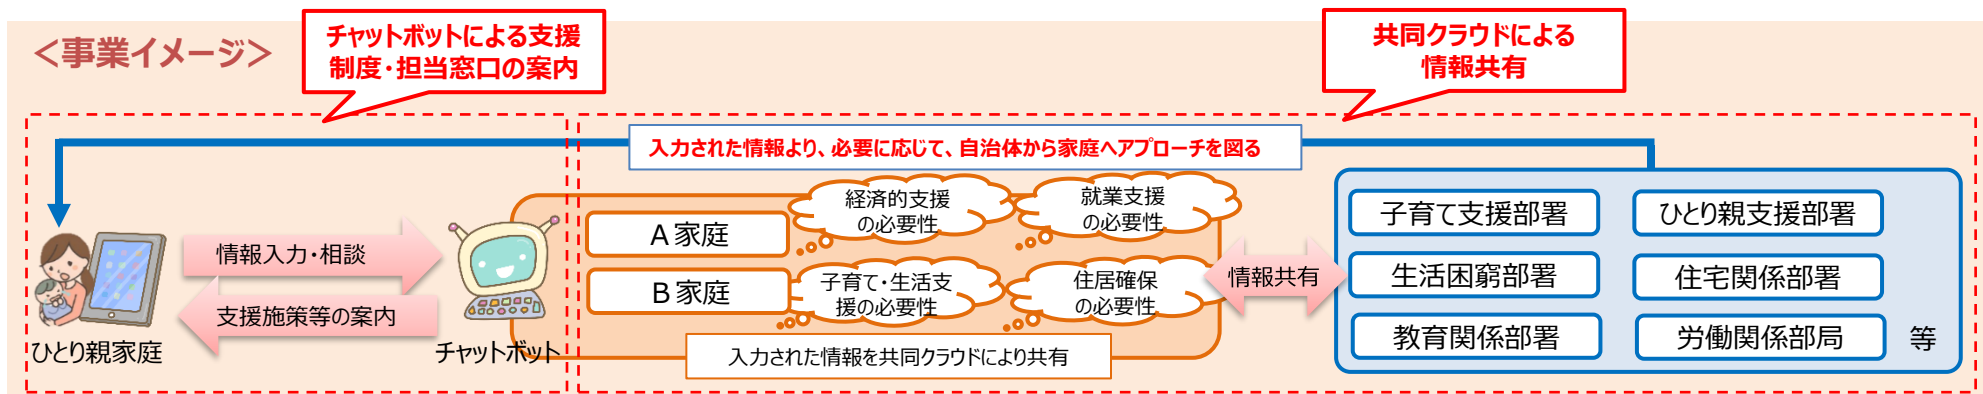 ＜事業イメージ＞
チャットボットによる支援
制度・担当窓口の案内
共同クラウドによる
情報共有
入力された情報より、必要に応じて、自治体から家庭へアプローチを図る
情報入力・相談
支援施策等の案内
ひとり親家庭
チャットボット
A家庭
B家庭
経済的支援
の必要性
就業支援
の必要性
子育て・生活支
援の必要性
住居確保
の必要性
入力された情報を共同クラウドにより共有
情報共有
子育て支援部署
ひとり親支援部署
生活困窮部署
住宅関係部署
教育関係部署
労働関係部局
等